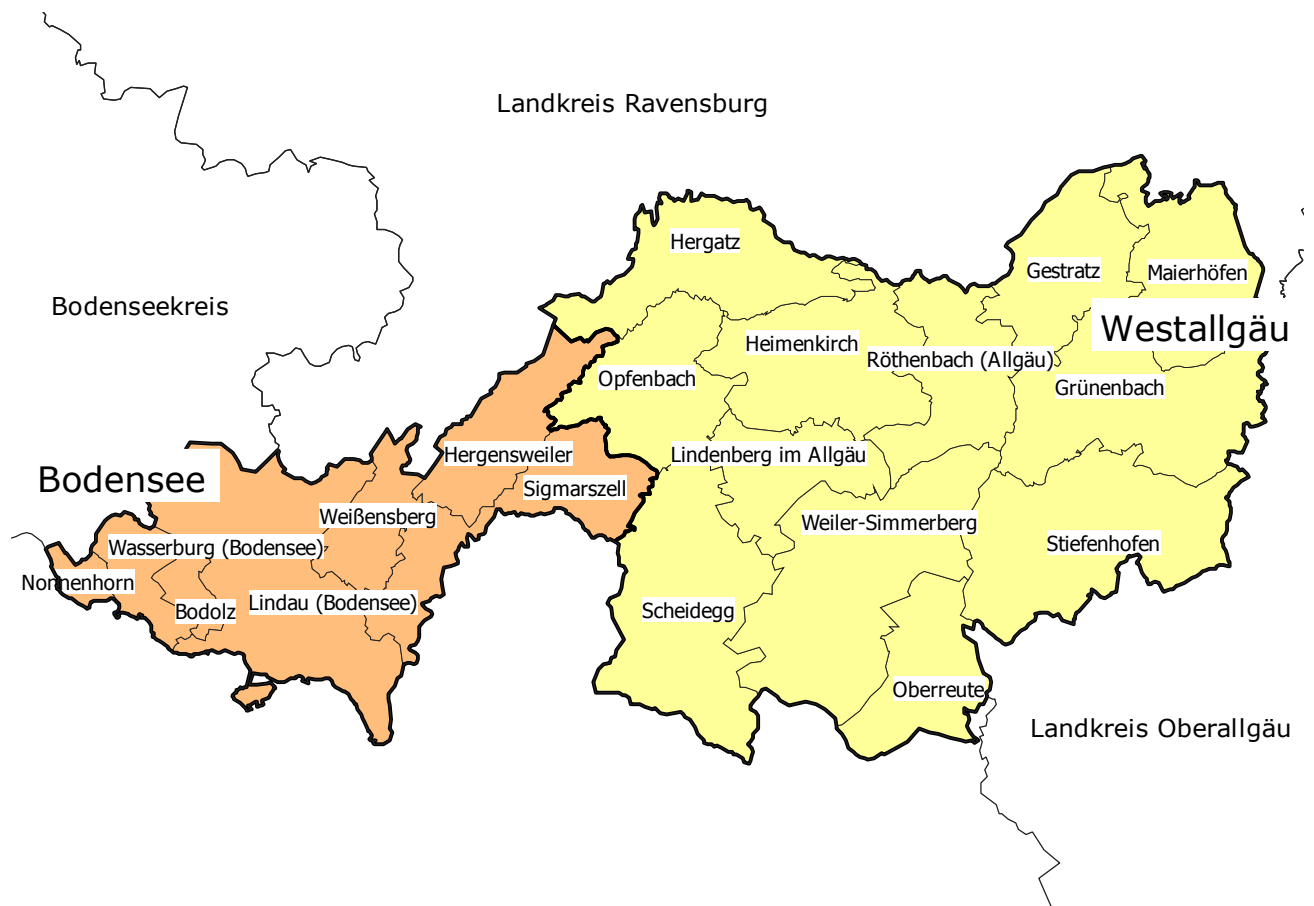 Landkreis Ravensburg
Hergatz
Gestratz
Maierhöfen
Bodenseekreis
Westallgäu
Heimenkirch
Röthenbach (Allgäu)
Opfenbach
Grünenbach
Hergensweiler
Lindenberg im Allgäu
Bodensee
Sigmarszell
Weißensberg
Weiler-Simmerberg
Wasserburg (Bodensee)
Stiefenhofen
Nonnenhorn
Bodolz
Lindau (Bodensee)
Scheidegg
Oberreute
Landkreis Oberallgäu